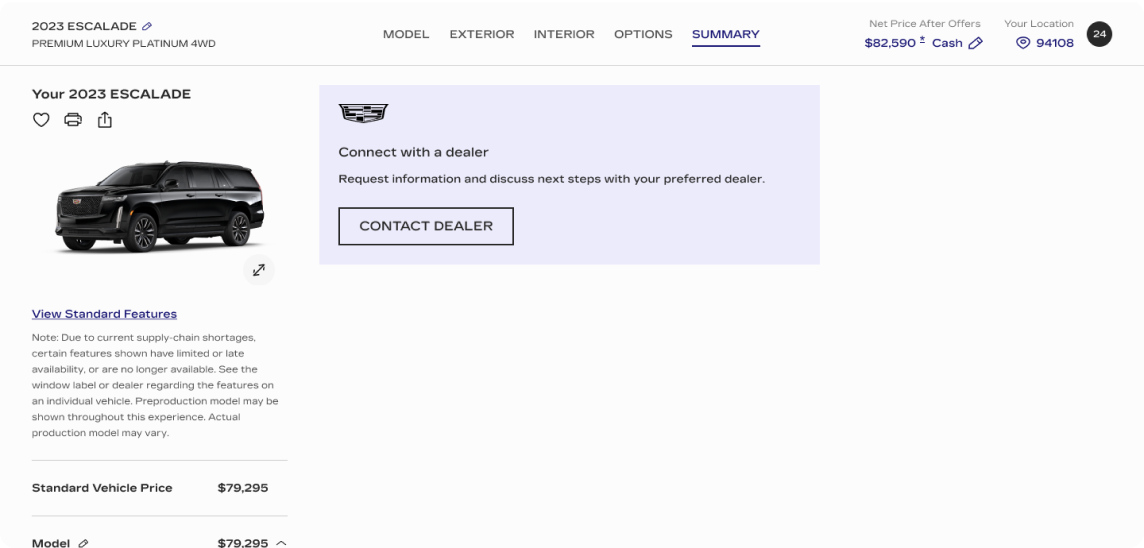 2023 ESCALADE
PREMIUM LUXURY PLATINUM 4WD
MODEL EXTERIOR INTERIOR OPTIONS SUMMARY
Net Price After Offers
$82,590 * Cash
Your Location
94108
24
Your 2023 ESCALADE
View Standard Features
Note: Due to current supply-chain shortages,
certain features shown have limited or late
availability, or are no longer available. See the
window label or dealer regarding the features on
an individual vehicle. Preproduction model may be
shown throughout this experience. Actual
production model may vary.
Standard Vehicle Price $79,295
Model $79,295
Connect with a dealer
Request information and discuss next steps with your preferred dealer.
CONTACT DEALER